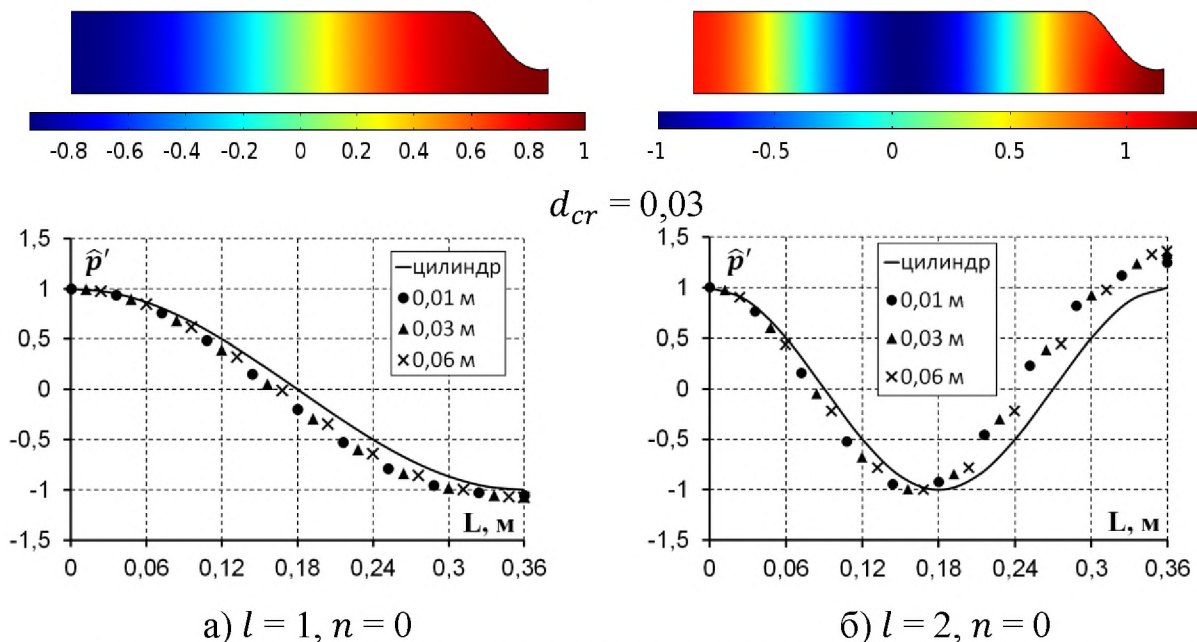 -0.8 -0.6 -0.4 -0.2 0 0.2 0.4 0.6 0.8 1
-1 -0.5 0 0.5 1
d_cr = 0,03
1,5
1
0,5
0
-0,5
-1
-1,5
p̂′
цилиндр
0,01 м
0,03 м
0,06 м
L, м
0 0,06 0,12 0,18 0,24 0,30 0,36
1,5
1
0,5
0
-0,5
-1
-1,5
p̂′
цилиндр
0,01 м
0,03 м
0,06 м
L, м
0 0,06 0,12 0,18 0,24 0,30 0,36
а) l = 1, n = 0
б) l = 2, n = 0